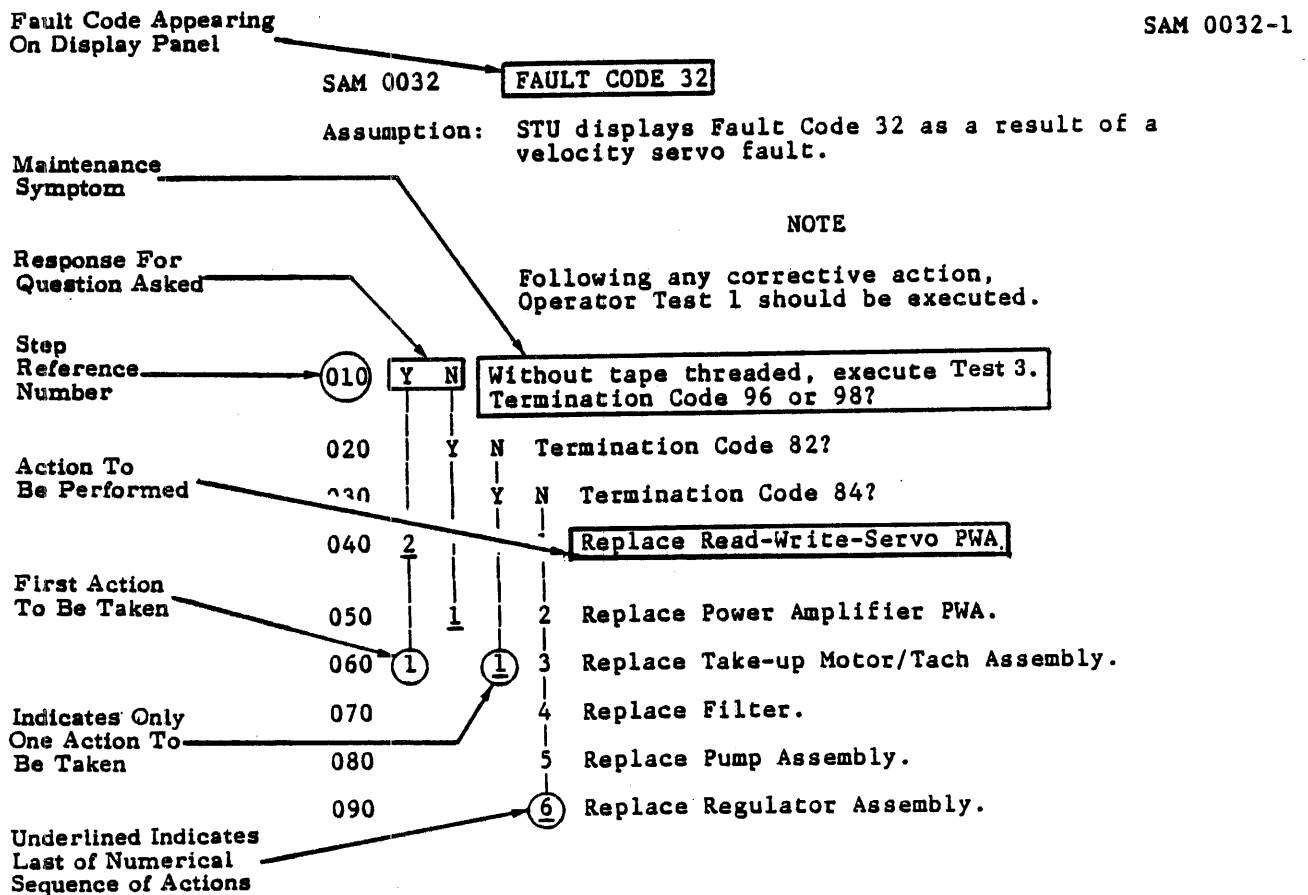 Fault Code Appearing
On Display Panel
SAM 0032-1
SAM 0032 FAULT CODE 32
Assumption: STU displays Fault Code 32 as a result of a
velocity servo fault.
Maintenance
Symptom
NOTE
Response For
Question Asked
Following any corrective action,
Operator Test 1 should be executed.
Step
Reference
Number
010 Y N Without tape threaded, execute Test 3.
Termination Code 96 or 98?
020 Y N Termination Code 82?
Action To
Be Performed
030 Y N Termination Code 84?
040 2 Replace Read-Write-Servo PWA.
First Action
To Be Taken
050 1 2 Replace Power Amplifier PWA.
060 1 1 3 Replace Take-up Motor/Tach Assembly.
Indicates Only
One Action To
Be Taken
070 4 Replace Filter.
080 5 Replace Pump Assembly.
090 6 Replace Regulator Assembly.
Underlined Indicates
Last of Numerical
Sequence of Actions